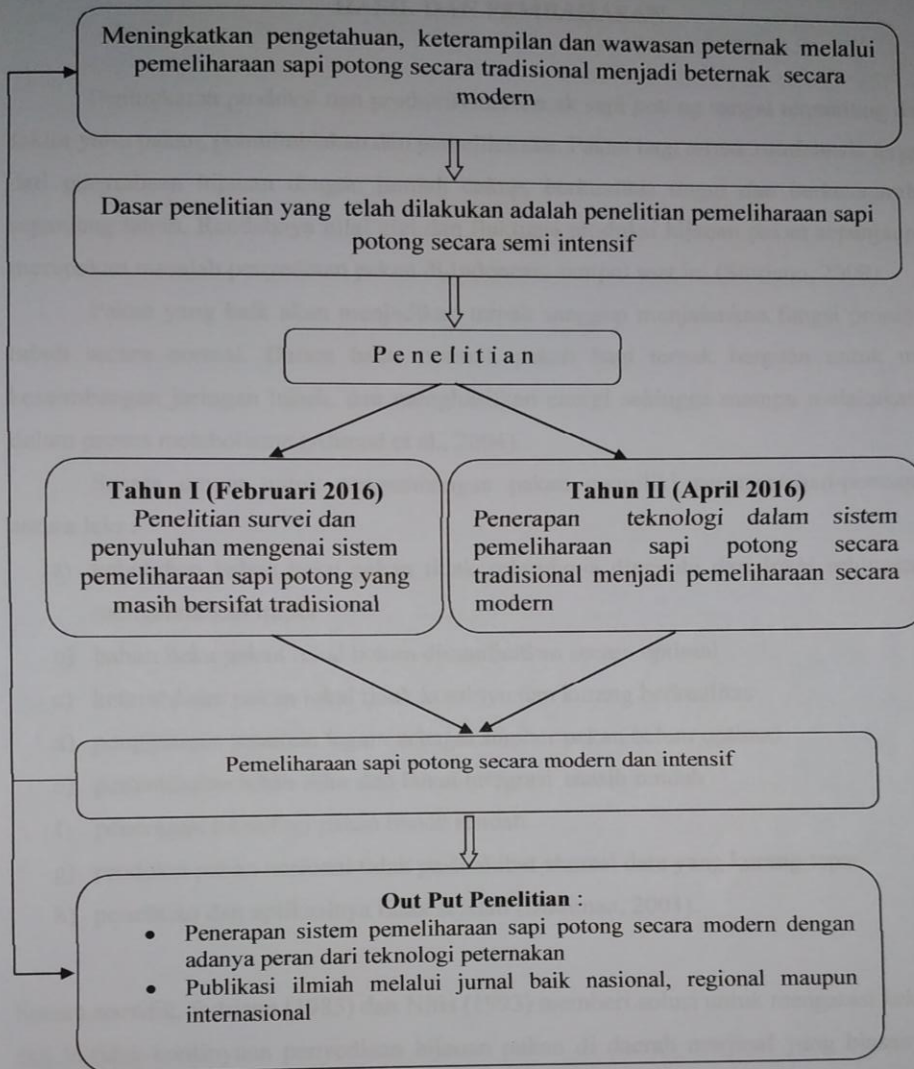 Meningkatkan pengetahuan, keterampilan dan wawasan peternak melalui
pemeliharaan sapi potong secara tradisional menjadi beternak secara
modern
Dasar penelitian yang telah dilakukan adalah penelitian pemeliharaan sapi
potong secara semi intensif
Penelitian
Tahun I (Februari 2016)
Penelitian survei dan
penyuluhan mengenai sistem
pemeliharaan sapi potong yang
masih bersifat tradisional
Tahun II (April 2016)
Penerapan teknologi dalam sistem
pemeliharaan sapi potong secara
tradisional menjadi pemeliharaan secara
modern
Pemeliharaan sapi potong secara modern dan intensif
Out Put Penelitian :
• Penerapan sistem pemeliharaan sapi potong secara modern dengan
adanya peran dari teknologi peternakan
• Publikasi ilmiah melalui jurnal baik nasional, regional maupun
internasional